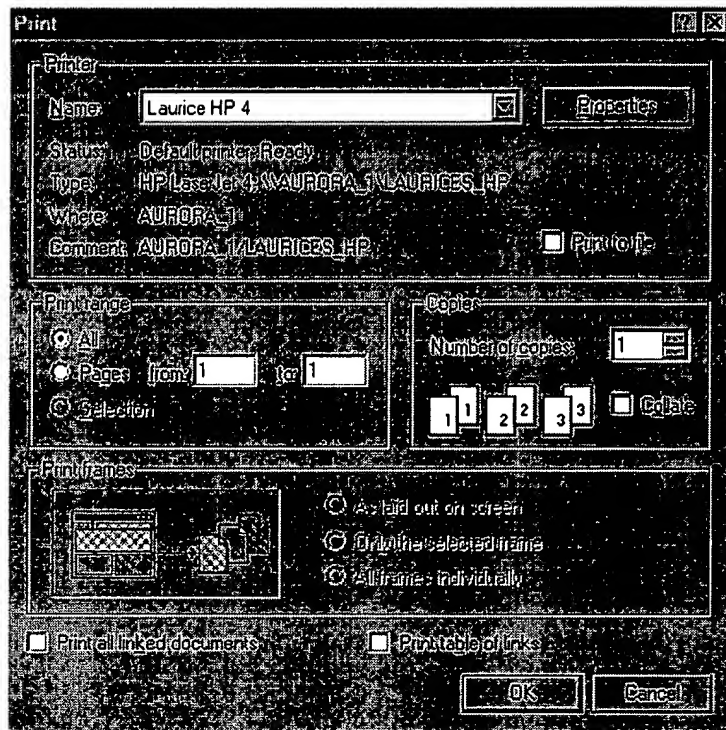 Print
Printer
Name: Laurice HP 4 Properties
Status: Default printer; Ready
Type: HP LaserJet 4; \\AURORA_1\LAURICES_HP
Where: AURORA_1
Comment: AURORA_1/LAURICES_HP Print to file
Print range
All
Pages from: 1 to: 1
Selection
Copies
Number of copies: 1
1 1 2 2 3 3 Collate
Print frames
As laid out on screen
Only the selected frame
All frames individually
Print all linked documents Print table of links
OK Cancel